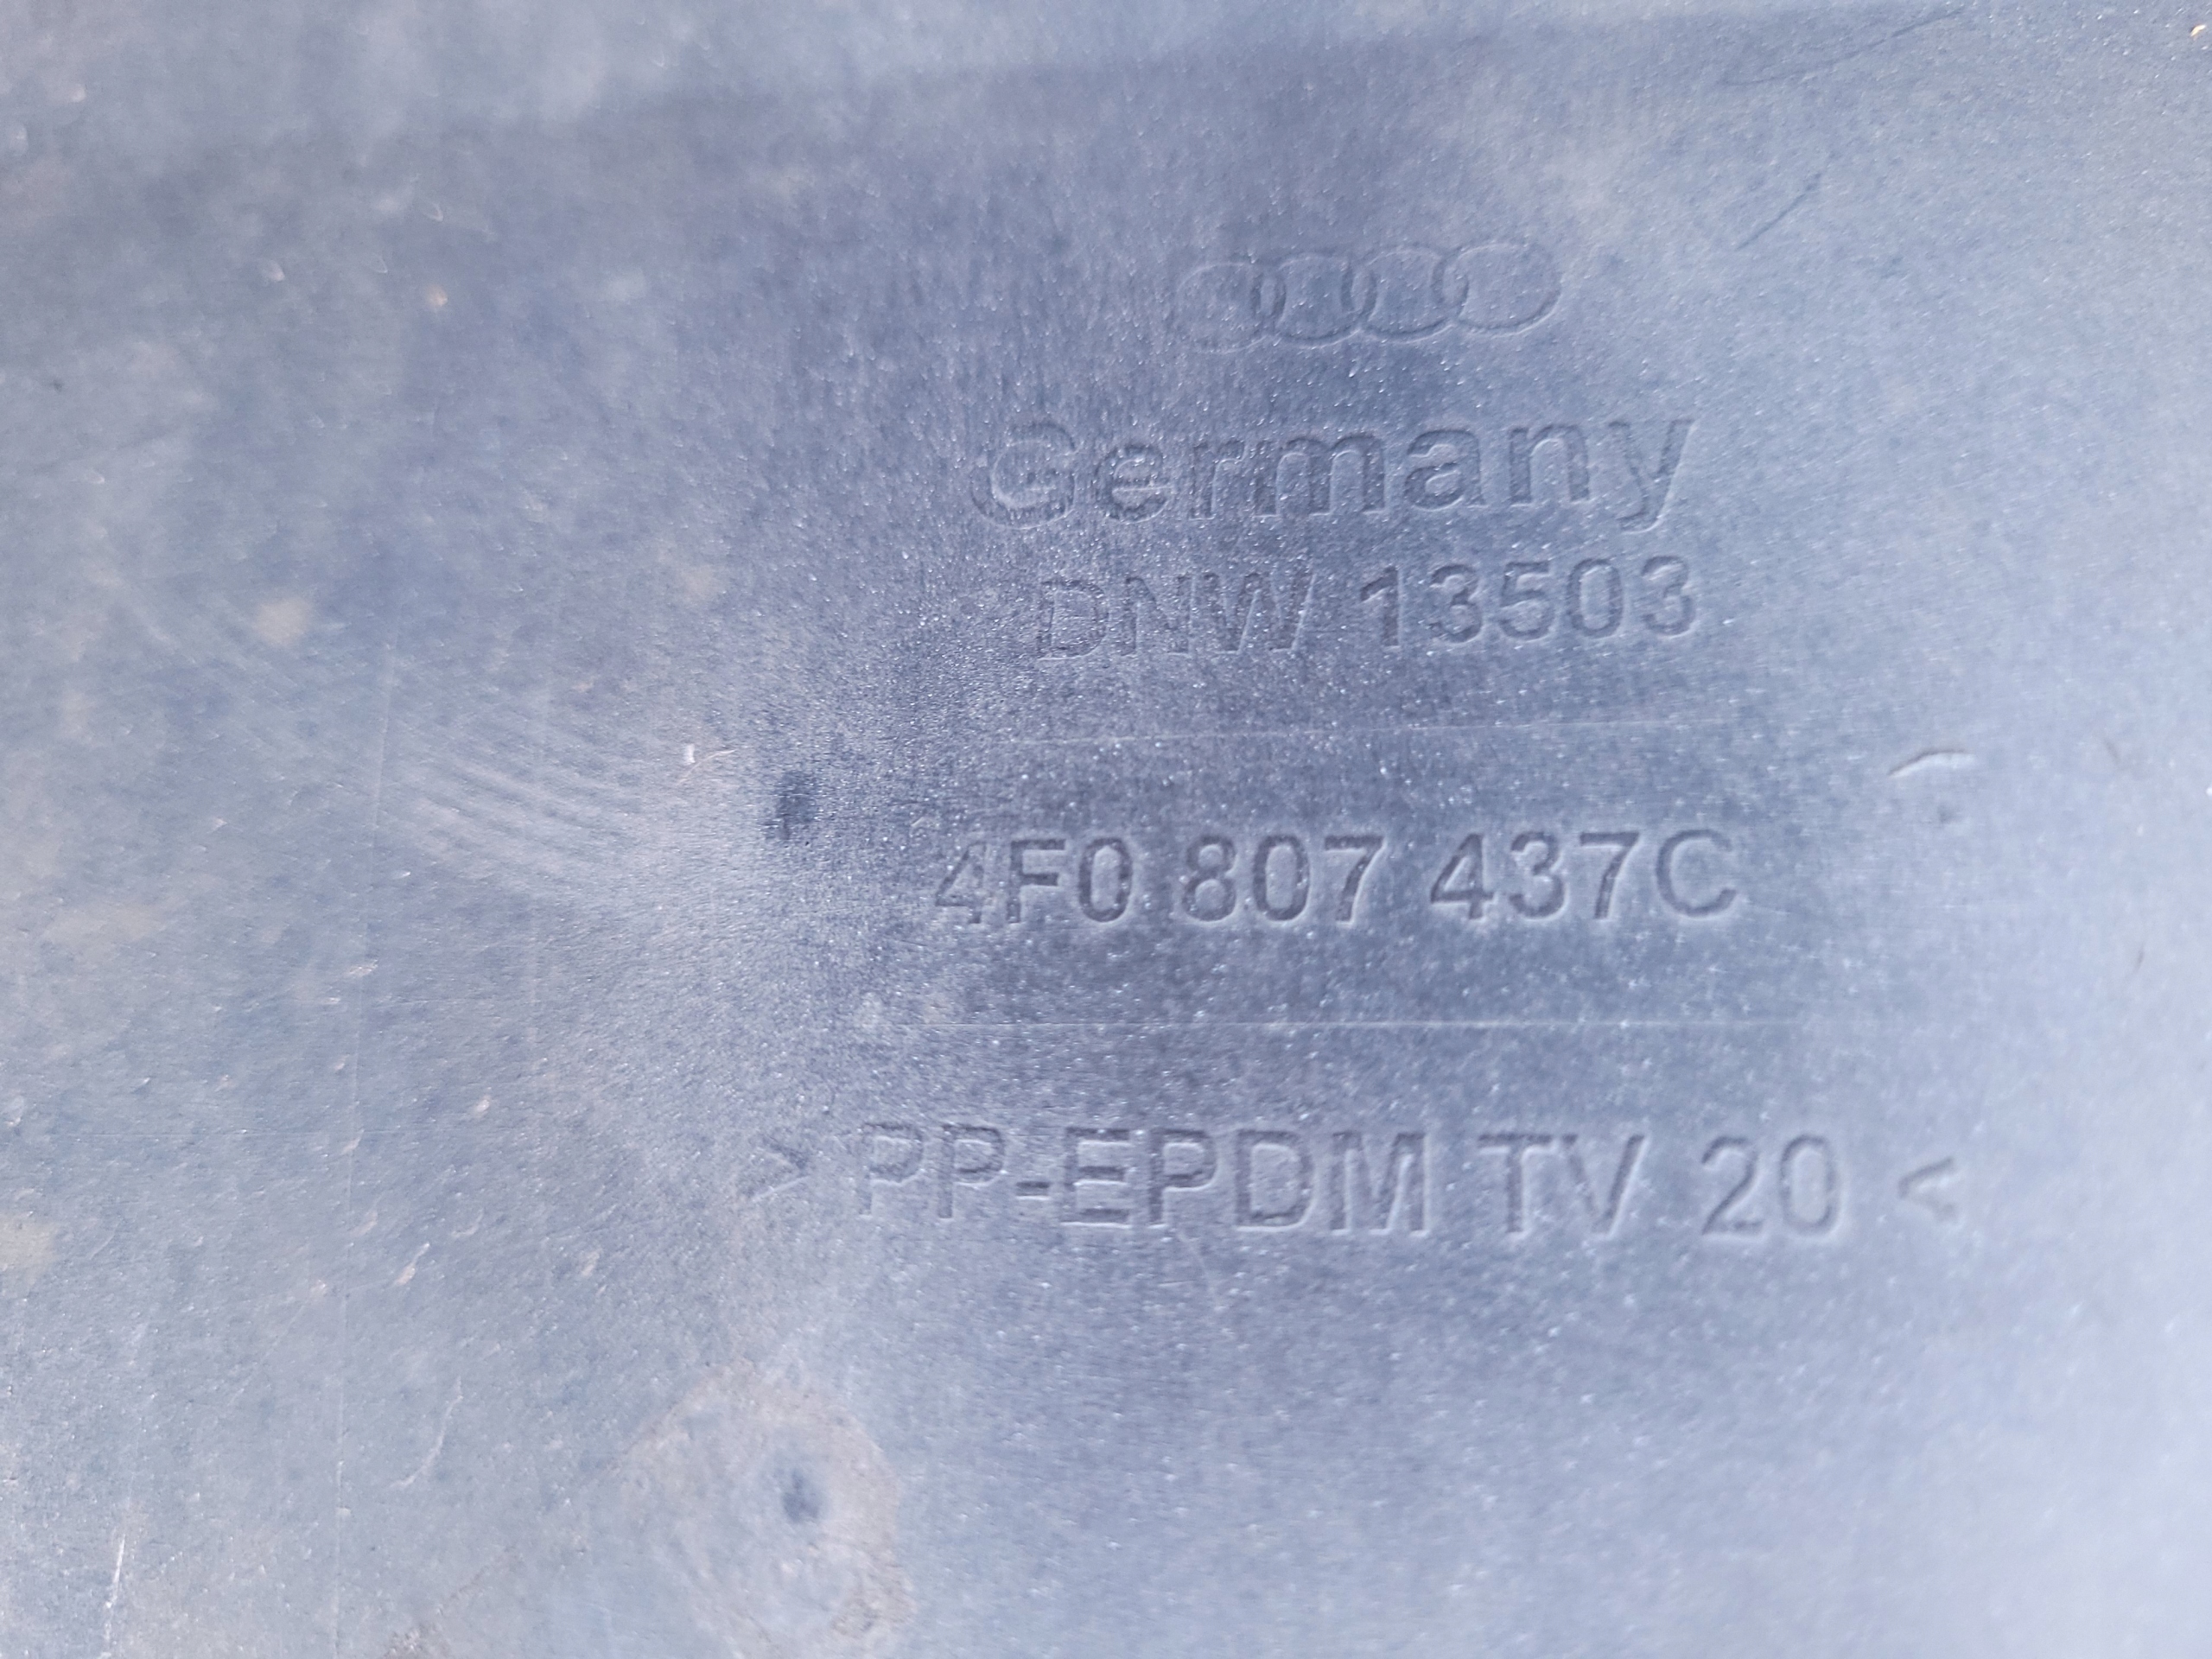 Germany
DNW 13503
4F0 807 437C
> PP-EPDM TV 20 <